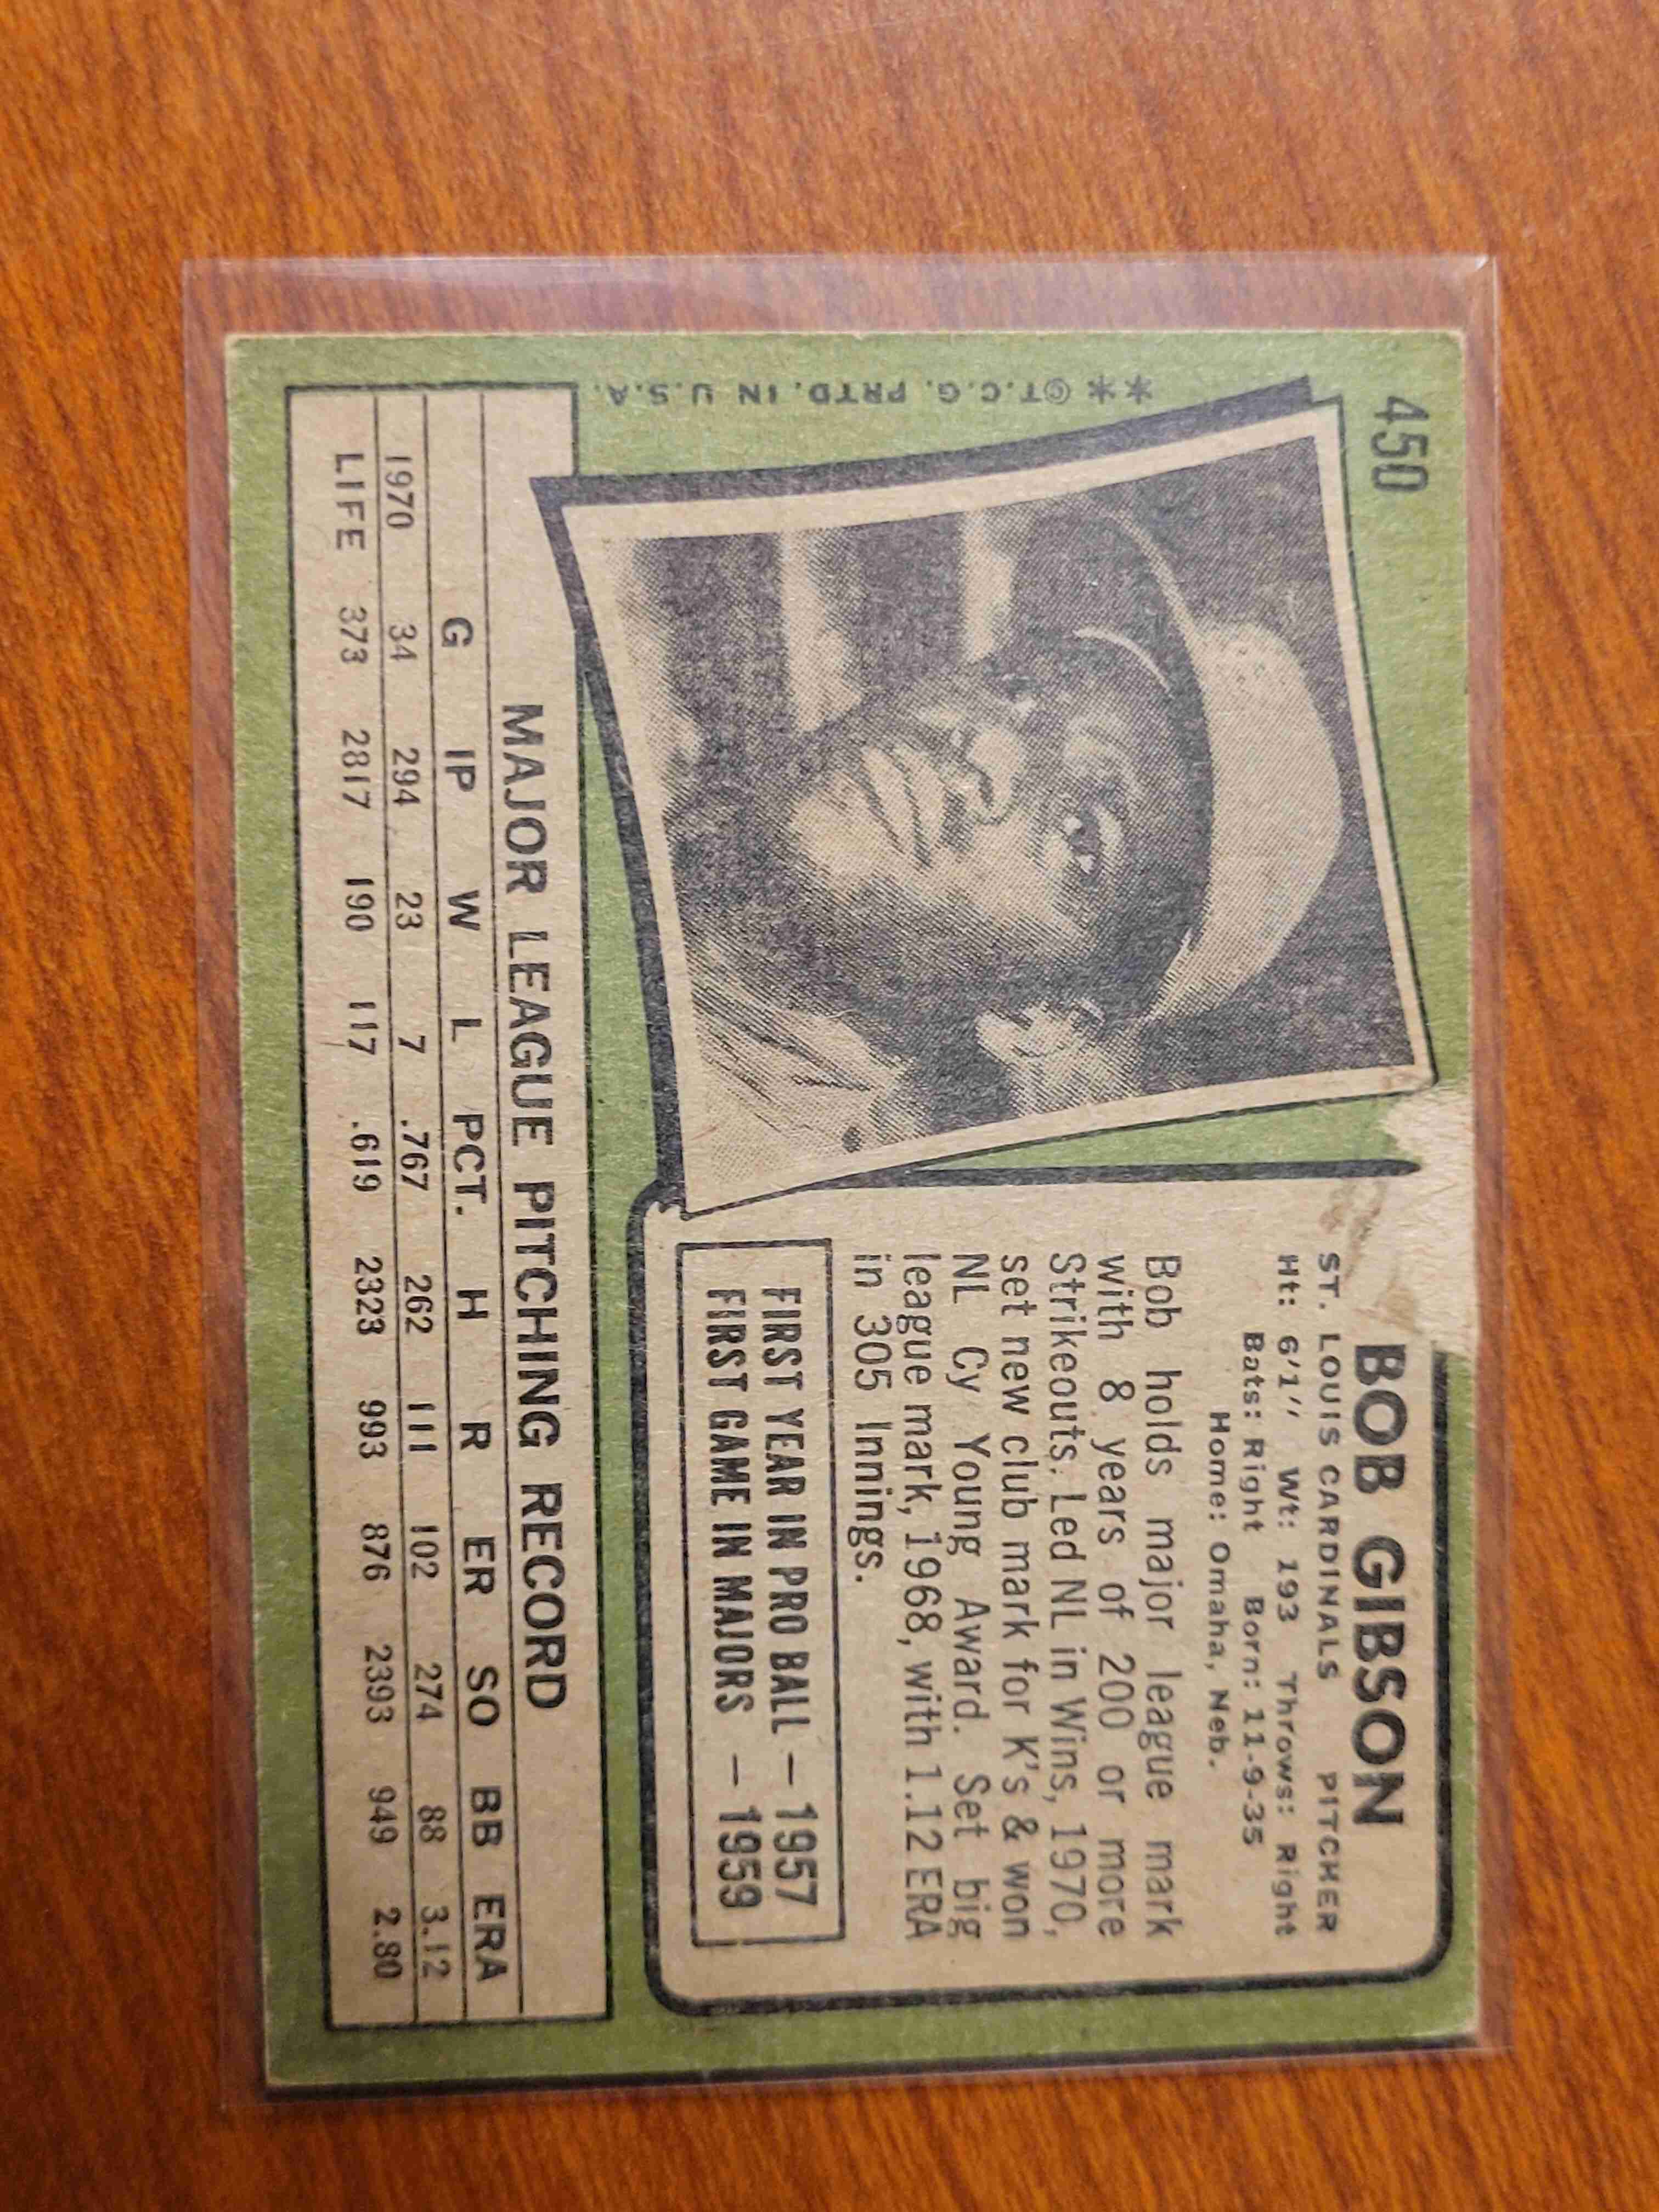 450
BOB GIBSON
ST. LOUIS CARDINALS PITCHER
Ht: 6'1'' Wt: 193 Throws: Right
Bats: Right Born: 11-9-35
Home: Omaha, Neb.
Bob holds major league mark
with 8 years of 200 or more
Strikeouts. Led NL in Wins, 1970,
set new club mark for K's & won
NL Cy Young Award. Set big
league mark, 1968, with 1.12 ERA
in 305 Innings.
FIRST YEAR IN PRO BALL — 1957
FIRST GAME IN MAJORS — 1959
**©T.C.G. PRTD. IN U.S.A.
MAJOR LEAGUE PITCHING RECORD
G IP W L PCT. H R ER SO BB ERA
1970 34 294 23 7 .767 262 111 102 274 88 3.12
LIFE 373 2817 190 117 .619 2323 993 876 2393 949 2.80